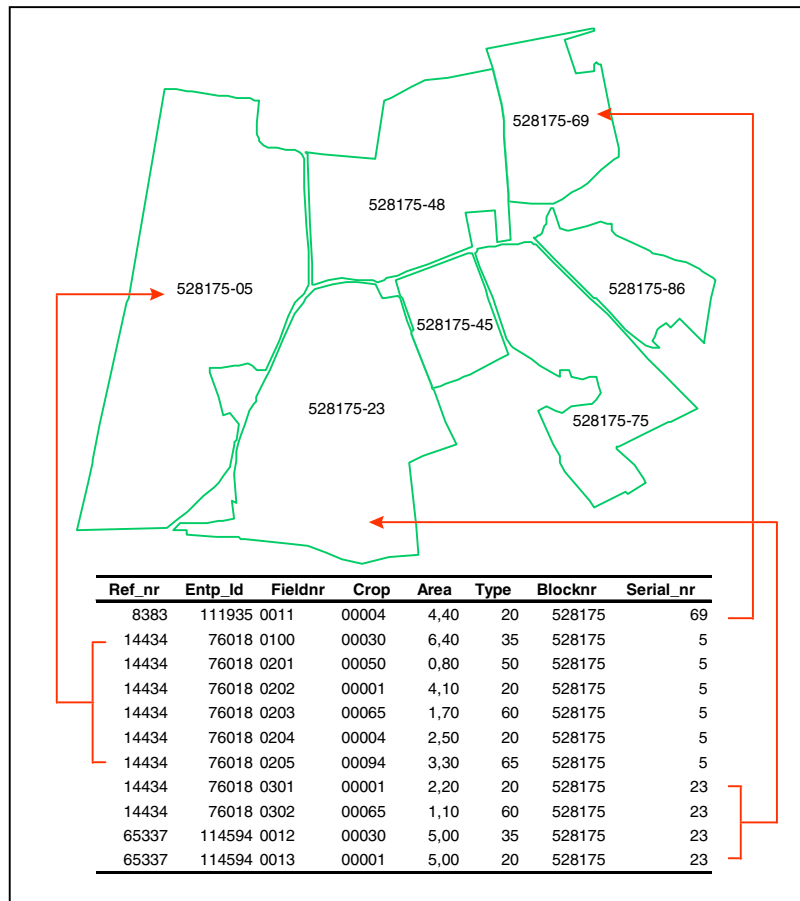 528175-69
528175-48
528175-05
528175-86
528175-45
528175-23
528175-75
Ref_nr Entp_Id Fieldnr Crop Area Type Blocknr Serial_nr
8383 111935 0011 00004 4,40 20 528175 69
14434 76018 0100 00030 6,40 35 528175 5
14434 76018 0201 00050 0,80 50 528175 5
14434 76018 0202 00001 4,10 20 528175 5
14434 76018 0203 00065 1,70 60 528175 5
14434 76018 0204 00004 2,50 20 528175 5
14434 76018 0205 00094 3,30 65 528175 5
14434 76018 0301 00001 2,20 20 528175 23
14434 76018 0302 00065 1,10 60 528175 23
65337 114594 0012 00030 5,00 35 528175 23
65337 114594 0013 00001 5,00 20 528175 23